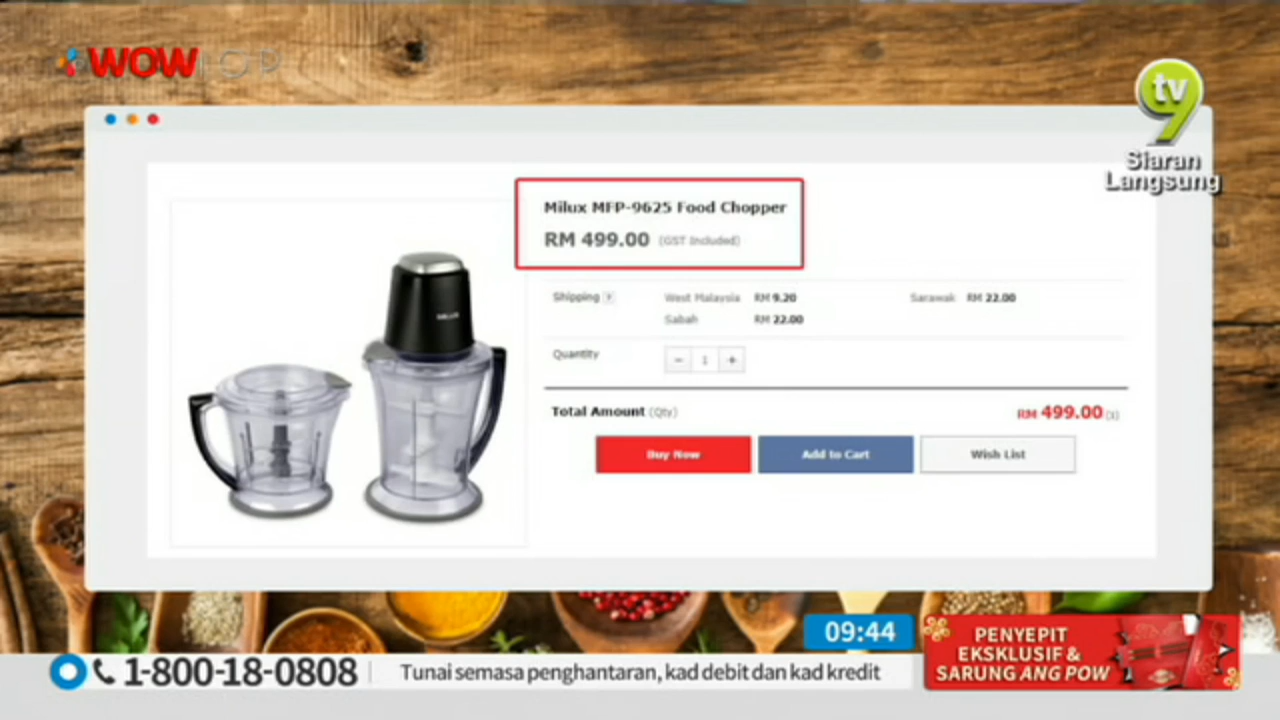 WOW
tv9
Siaran
Langsung
Milux MFP-9625 Food Chopper
RM 499.00 (GST Included)
Shipping ? West Malaysia RM 9.20 Sarawak RM 22.00
Sabah RM 22.00
Quantity - 1 +
Total Amount (Qty) RM 499.00 (1)
Buy Now Add to Cart Wish List
09:44
PENYEPIT
EKSKLUSIF &
SARUNG ANG POW
1-800-18-0808 Tunai semasa penghantaran, kad debit dan kad kredit